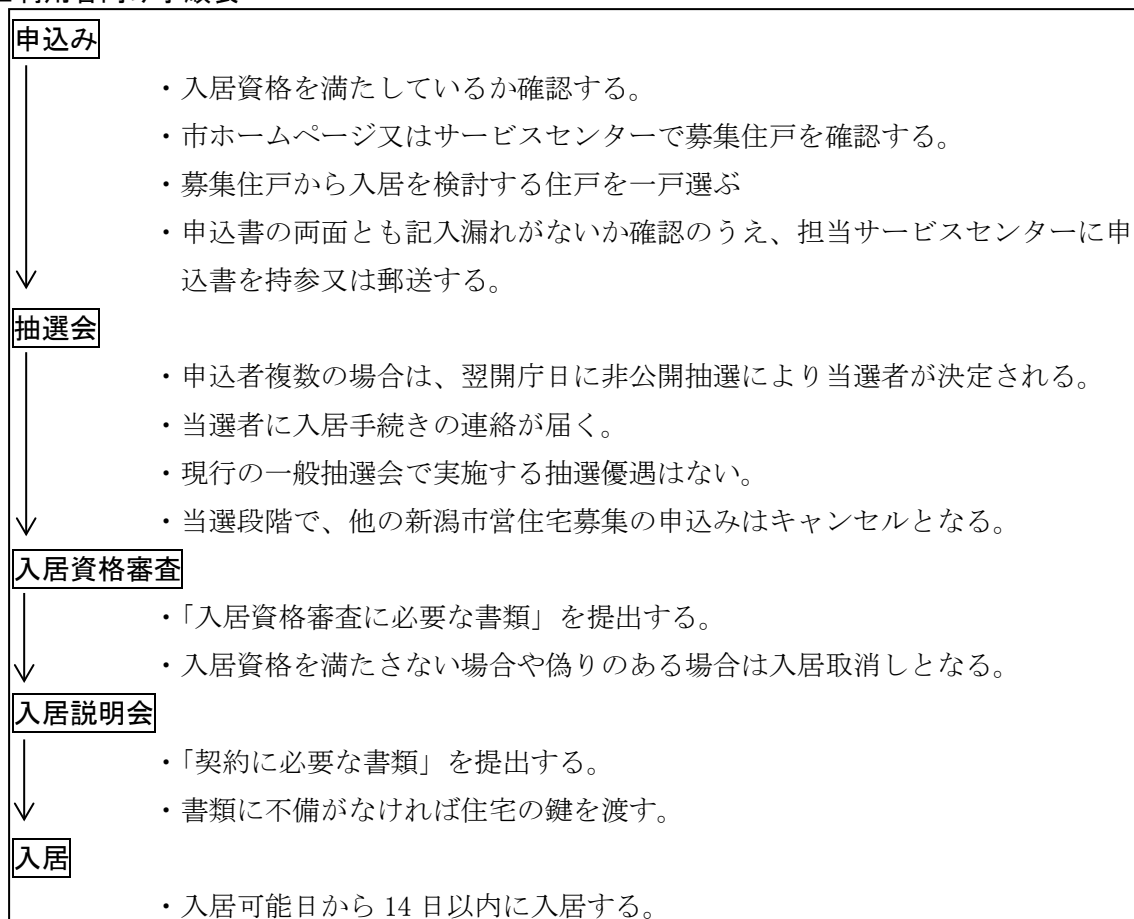 申込み
・入居資格を満たしているか確認する。
・市ホームページ又はサービスセンターで募集住戸を確認する。
・募集住戸から入居を検討する住戸を一戸選ぶ
・申込書の両面とも記入漏れがないか確認のうえ、担当サービスセンターに申
込書を持参又は郵送する。
抽選会
・申込者複数の場合は、翌開庁日に非公開抽選により当選者が決定される。
・当選者に入居手続きの連絡が届く。
・現行の一般抽選会で実施する抽選優遇はない。
・当選段階で、他の新潟市営住宅募集の申込みはキャンセルとなる。
入居資格審査
・「入居資格審査に必要な書類」を提出する。
・入居資格を満たさない場合や偽りのある場合は入居取消しとなる。
入居説明会
・「契約に必要な書類」を提出する。
・書類に不備がなければ住宅の鍵を渡す。
入居
・入居可能日から 14 日以内に入居する。